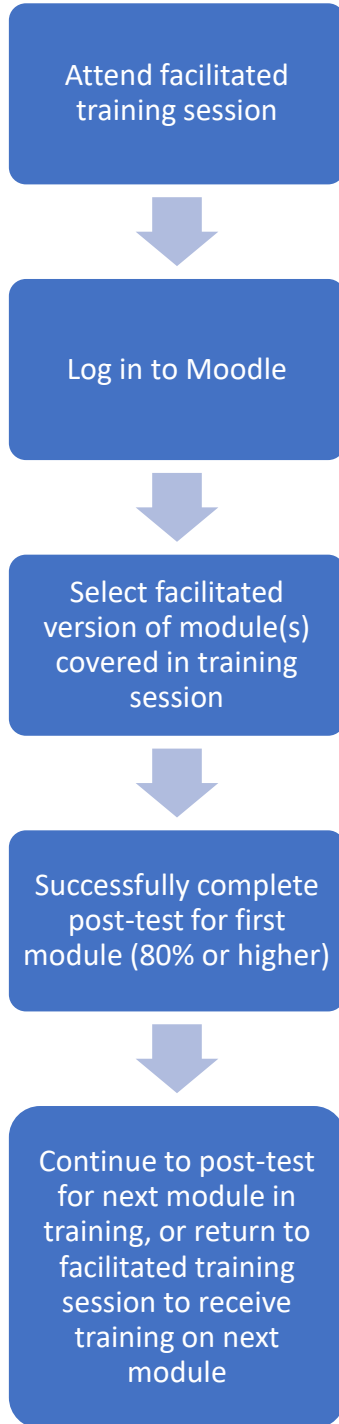 Attend facilitated
training session
Log in to Moodle
Select facilitated
version of module(s)
covered in training
session
Successfully complete
post-test for first
module (80% or higher)
Continue to post-test
for next module in
training, or return to
facilitated training
session to receive
training on next
module